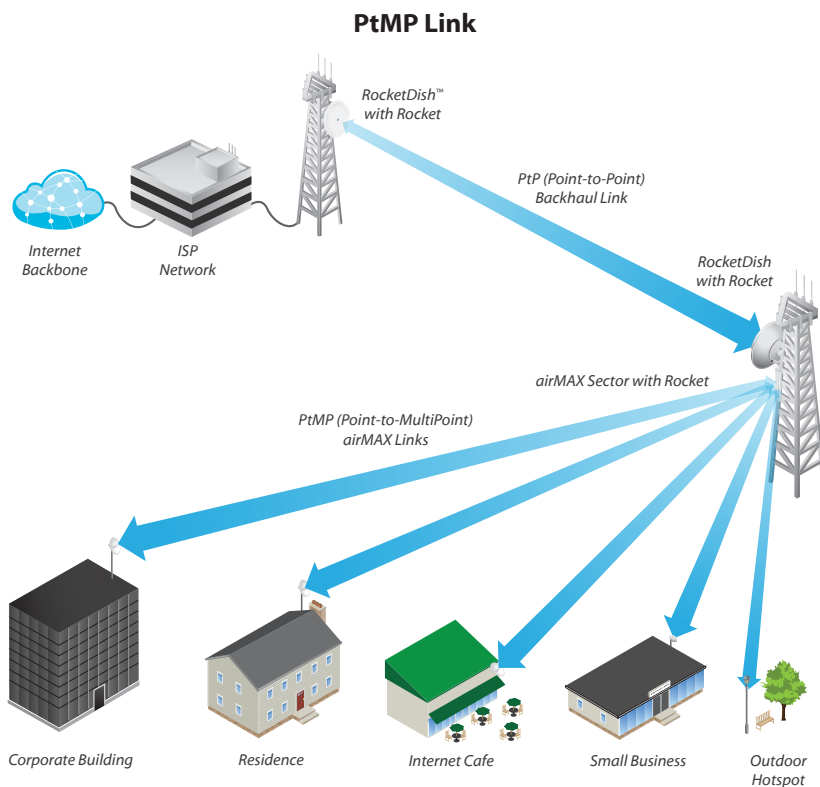 PtMP Link
RocketDish™
with Rocket
PtP (Point-to-Point)
Backhaul Link
Internet
Backbone
ISP
Network
RocketDish
with Rocket
airMAX Sector with Rocket
PtMP (Point-to-MultiPoint)
airMAX Links
Corporate Building
Residence
Internet Cafe
Small Business
Outdoor
Hotspot